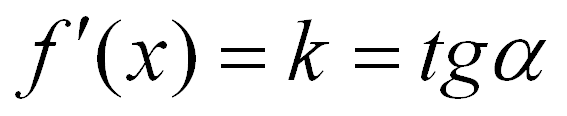 f'(x) = k = tgα